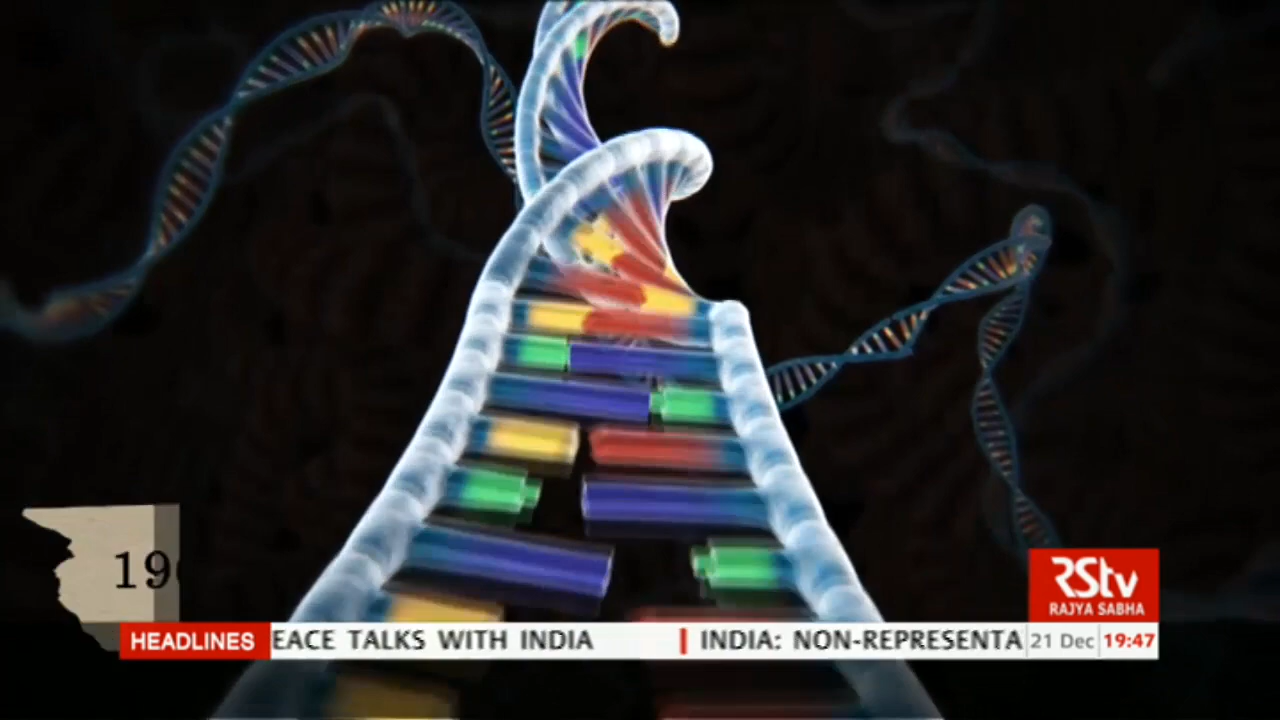 19
RSTV
RAJYA SABHA
HEADLINES
EACE TALKS WITH INDIA | INDIA: NON-REPRESENTA
21 Dec 19:47